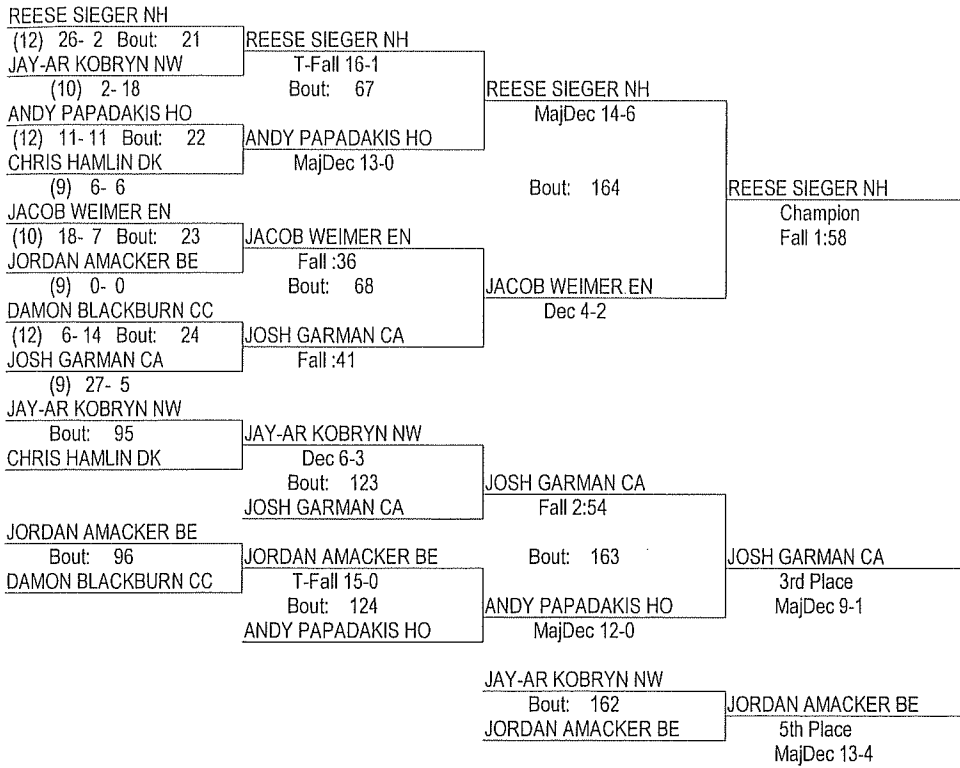 REESE SIEGER NH
(12) 26- 2 Bout: 21
JAY-AR KOBRYN NW
(10) 2- 18
ANDY PAPADAKIS HO
(12) 11- 11 Bout: 22
CHRIS HAMLIN DK
(9) 6- 6
JACOB WEIMER EN
(10) 18- 7 Bout: 23
JORDAN AMACKER BE
(9) 0- 0
DAMON BLACKBURN CC
(12) 6- 14 Bout: 24
JOSH GARMAN CA
(9) 27- 5
REESE SIEGER NH
T-Fall 16-1
Bout: 67
ANDY PAPADAKIS HO
MajDec 13-0
JACOB WEIMER EN
Fall :36
Bout: 68
JOSH GARMAN CA
Fall :41
REESE SIEGER NH
MajDec 14-6
Bout: 164
JACOB WEIMER EN
Dec 4-2
REESE SIEGER NH
Champion
Fall 1:58
JAY-AR KOBRYN NW
Bout: 95
CHRIS HAMLIN DK
JORDAN AMACKER BE
Bout: 96
DAMON BLACKBURN CC
JAY-AR KOBRYN NW
Dec 6-3
Bout: 123
JOSH GARMAN CA
JORDAN AMACKER BE
T-Fall 15-0
Bout: 124
ANDY PAPADAKIS HO
JOSH GARMAN CA
Fall 2:54
Bout: 163
ANDY PAPADAKIS HO
MajDec 12-0
JOSH GARMAN CA
3rd Place
MajDec 9-1
JAY-AR KOBRYN NW
Bout: 162
JORDAN AMACKER BE
JORDAN AMACKER BE
5th Place
MajDec 13-4